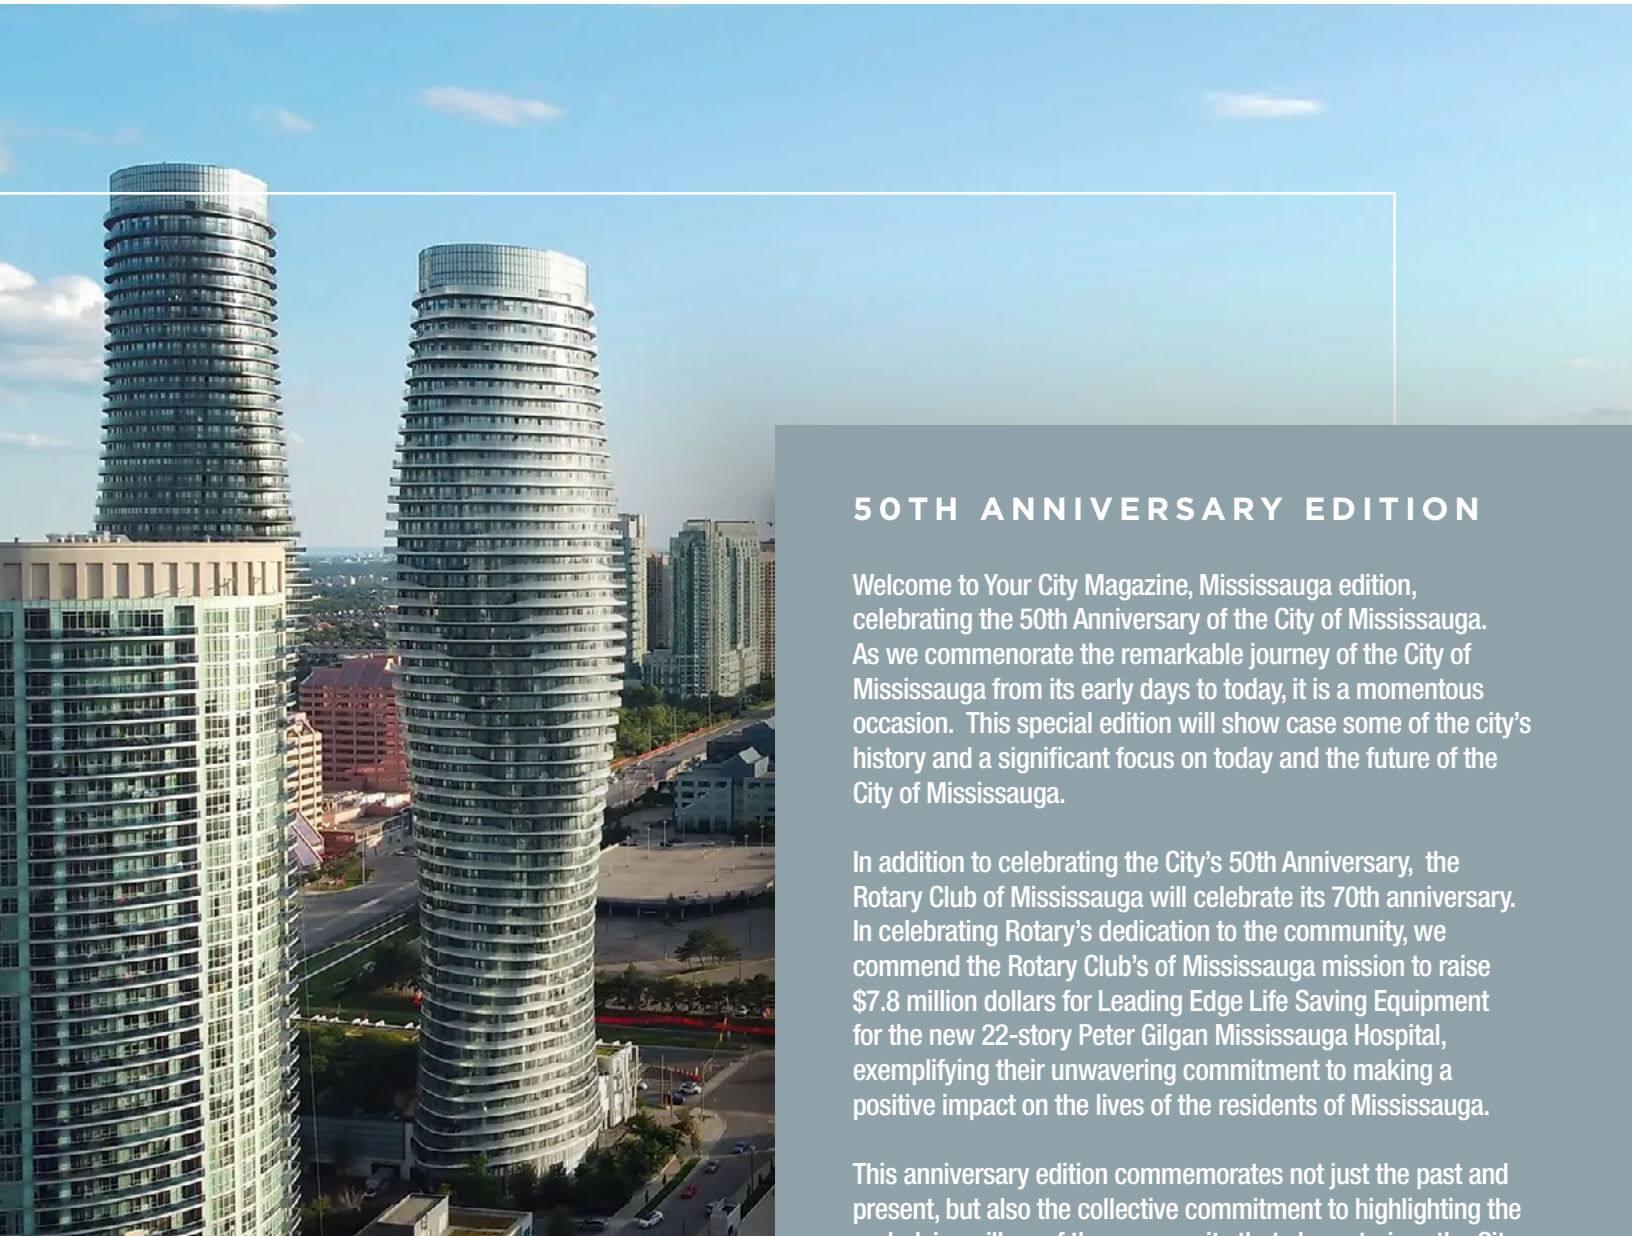 50TH ANNIVERSARY EDITION
Welcome to Your City Magazine, Mississauga edition,
celebrating the 50th Anniversary of the City of Mississauga.
As we commenorate the remarkable journey of the City of
Mississauga from its early days to today, it is a momentous
occasion.  This special edition will show case some of the city's
history and a significant focus on today and the future of the
City of Mississauga.
In addition to celebrating the City's 50th Anniversary,  the
Rotary Club of Mississauga will celebrate its 70th anniversary.
In celebrating Rotary's dedication to the community, we
commend the Rotary Club's of Mississauga mission to raise
$7.8 million dollars for Leading Edge Life Saving Equipment
for the new 22-story Peter Gilgan Mississauga Hospital,
exemplifying their unwavering commitment to making a
positive impact on the lives of the residents of Mississauga.
This anniversary edition commemorates not just the past and
present, but also the collective commitment to highlighting the
of the community that the City